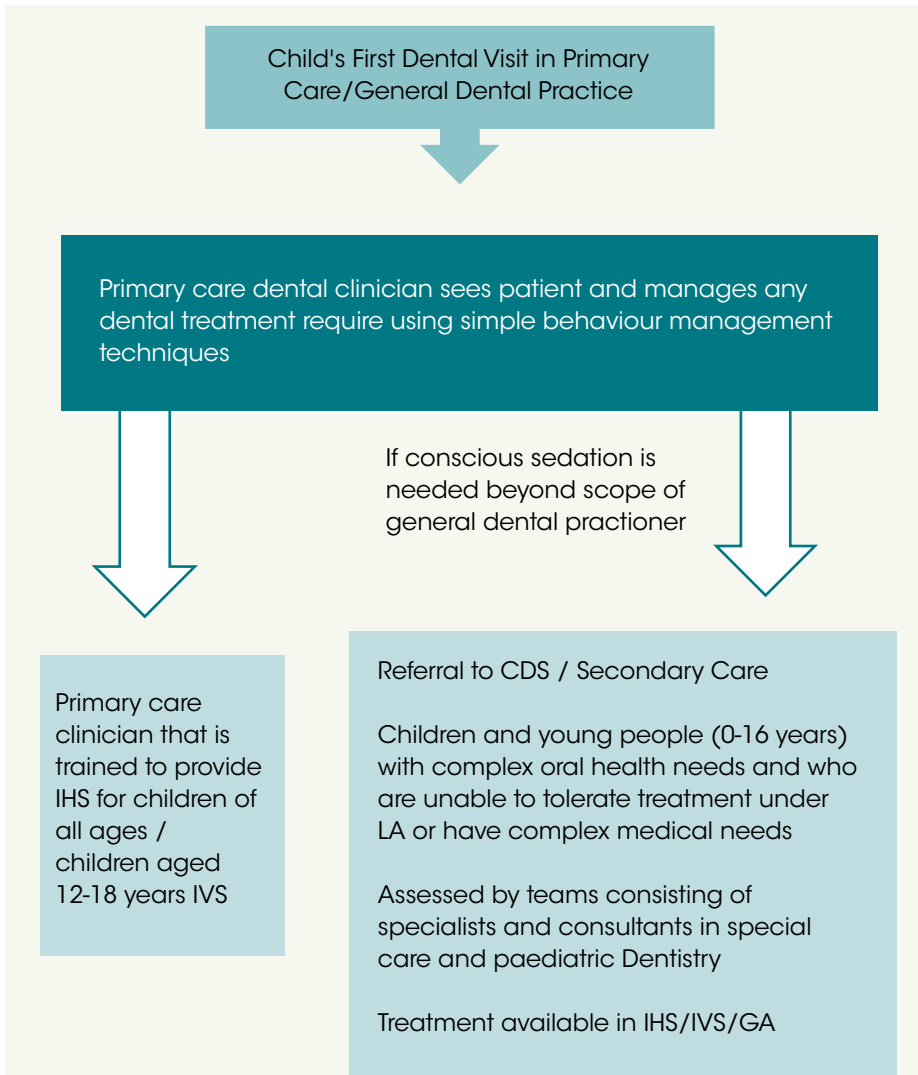 Child's First Dental Visit in Primary
Care/General Dental Practice
Primary care dental clinician sees patient and manages any
dental treatment require using simple behaviour management
techniques
If conscious sedation is
needed beyond scope of
general dental practioner
Primary care
clinician that is
trained to provide
IHS for children of
all ages /
children aged
12-18 years IVS
Referral to CDS / Secondary Care
Children and young people (0-16 years)
with complex oral health needs and who
are unable to tolerate treatment under
LA or have complex medical needs
Assessed by teams consisting of
specialists and consultants in special
care and paediatric Dentistry
Treatment available in IHS/IVS/GA